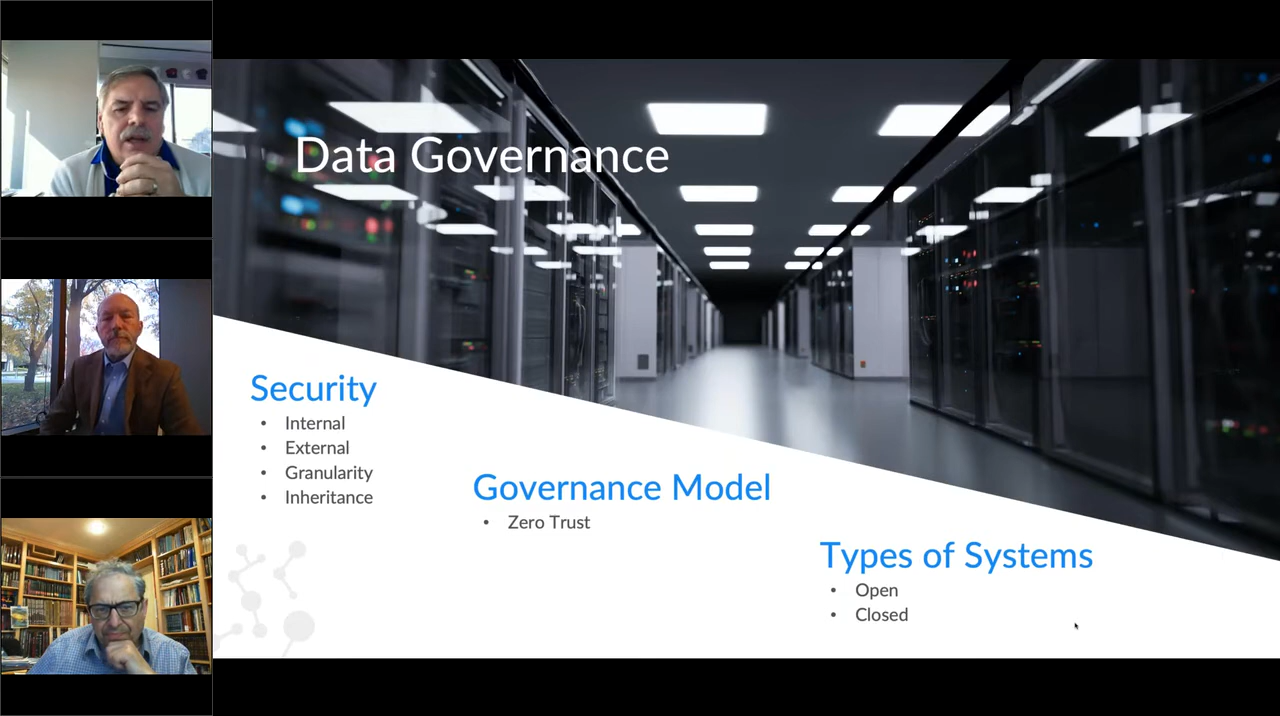 Data Governance
Security
• Internal
• External
• Granularity
• Inheritance
Governance Model
• Zero Trust
Types of Systems
• Open
• Closed